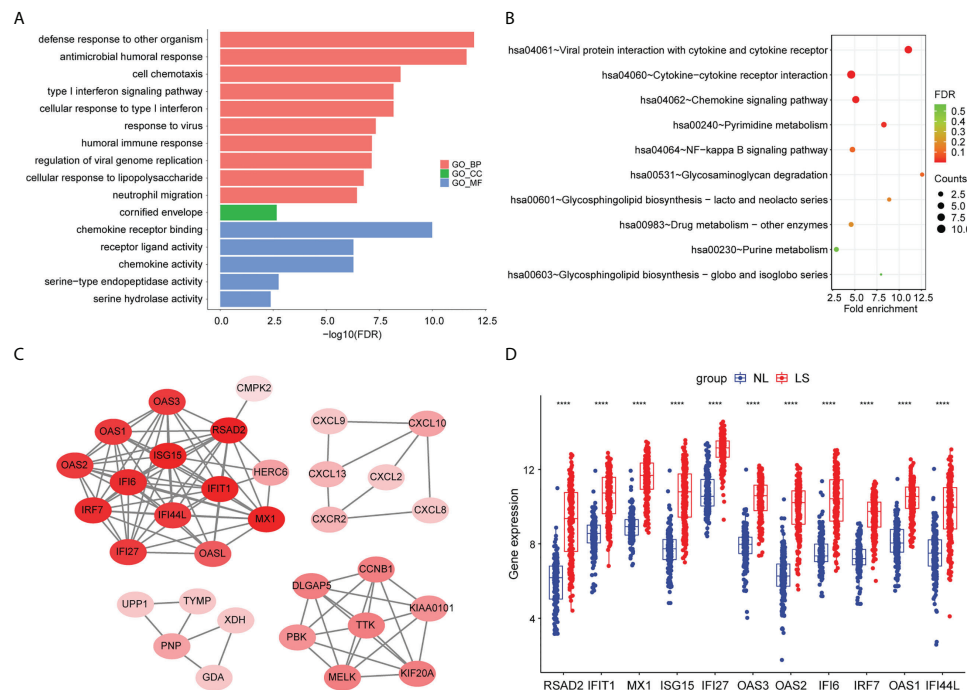 A
defense response to other organism
antimicrobial humoral response
cell chemotaxis
type I interferon signaling pathway
cellular response to type I interferon
response to virus
humoral immune response
regulation of viral genome replication
cellular response to lipopolysaccharide
neutrophil migration
cornified envelope
chemokine receptor binding
receptor ligand activity
chemokine activity
serine-type endopeptidase activity
serine hydrolase activity
0.0 2.5 5.0 7.5 10.0 12.5
−log10(FDR)
GO_BP
GO_CC
GO_MF
B
hsa04061~Viral protein interaction with cytokine and cytokine receptor
hsa04060~Cytokine-cytokine receptor interaction
hsa04062~Chemokine signaling pathway
hsa00240~Pyrimidine metabolism
hsa04064~NF-kappa B signaling pathway
hsa00531~Glycosaminoglycan degradation
hsa00601~Glycosphingolipid biosynthesis − lacto and neolacto series
hsa00983~Drug metabolism − other enzymes
hsa00230~Purine metabolism
hsa00603~Glycosphingolipid biosynthesis − globo and isoglobo series
2.5 5.0 7.5 10.0 12.5
Fold enrichment
FDR
0.5
0.4
0.3
0.2
0.1
Counts
2.5
5.0
7.5
10.0
C
CMPK2
OAS3
RSAD2
OAS1
ISG15
OAS2
HERC6
IFI6
IFIT1
IRF7
IFI44L
MX1
IFI27
OASL
CXCL9
CXCL10
CXCL13
CXCL2
CXCR2
CXCL8
UPP1
TYMP
XDH
PNP
GDA
CCNB1
DLGAP5
KIAA0101
TTK
PBK
MELK
KIF20A
D
group NL LS
**** **** **** **** **** **** **** **** **** **** ****
Gene expression
12
8
4
RSAD2 IFIT1 MX1 ISG15 IFI27 OAS3 OAS2 IFI6 IRF7 OAS1 IFI44L